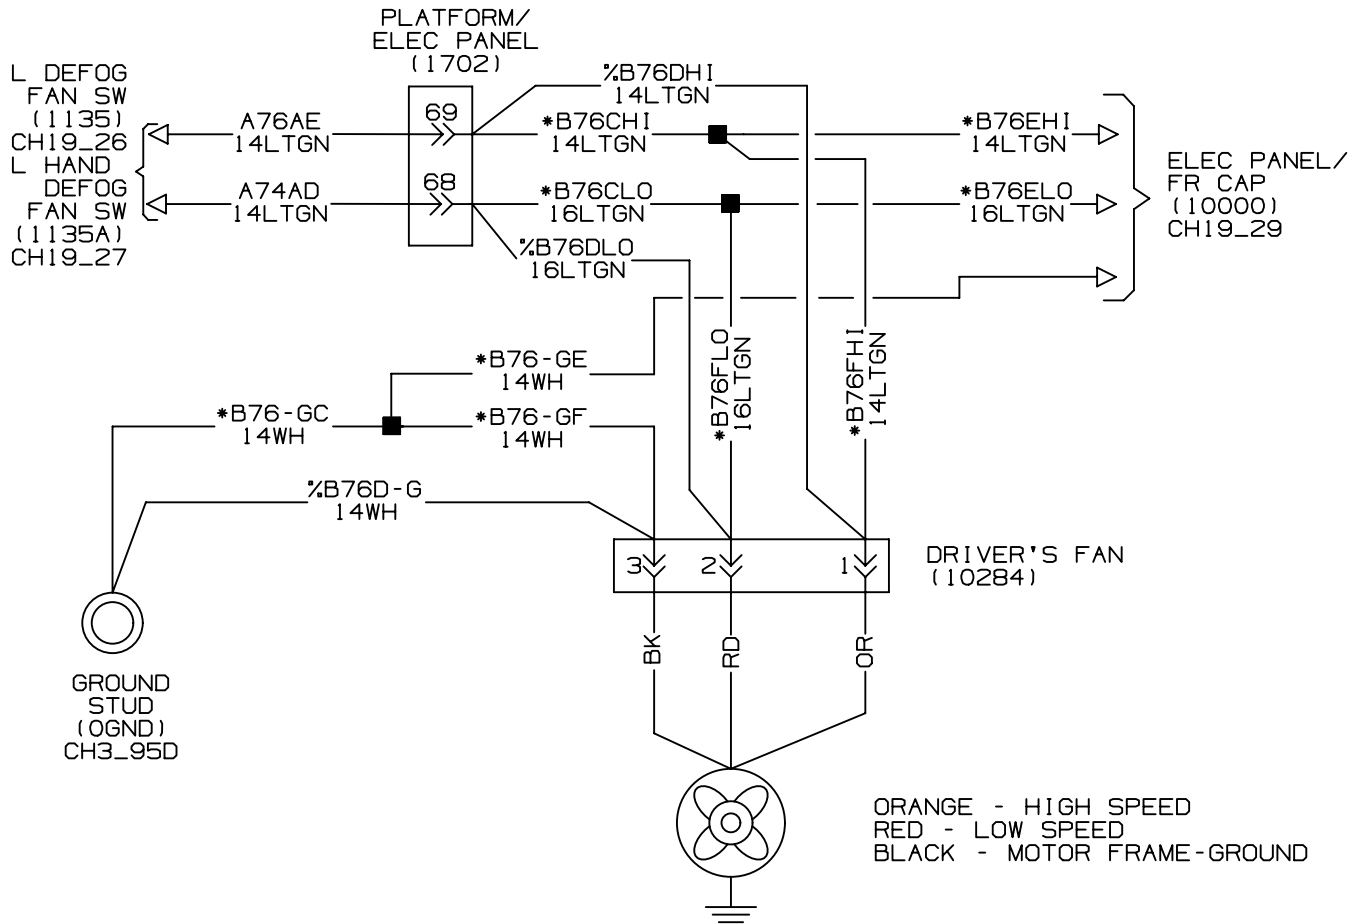 PLATFORM/
ELEC PANEL
(1702)
L DEFOG
FAN SW
(1135)
CH19_26
L HAND
DEFOG
FAN SW
(1135A)
CH19_27
A76AE
14LTGN
A74AD
14LTGN
69
68
%B76DHI
14LTGN
*B76CHI
14LTGN
*B76CLO
16LTGN
%B76DLO
16LTGN
*B76EHI
14LTGN
*B76ELO
16LTGN
ELEC PANEL/
FR CAP
(10000)
CH19_29
*B76FLO
16LTGN
*B76FHI
14LTGN
*B76-GE
14WH
*B76-GC
14WH
*B76-GF
14WH
%B76D-G
14WH
3
2
1
DRIVER'S FAN
(10284)
BK
RD
OR
GROUND
STUD
(0GND)
CH3_95D
ORANGE - HIGH SPEED
RED - LOW SPEED
BLACK - MOTOR FRAME-GROUND